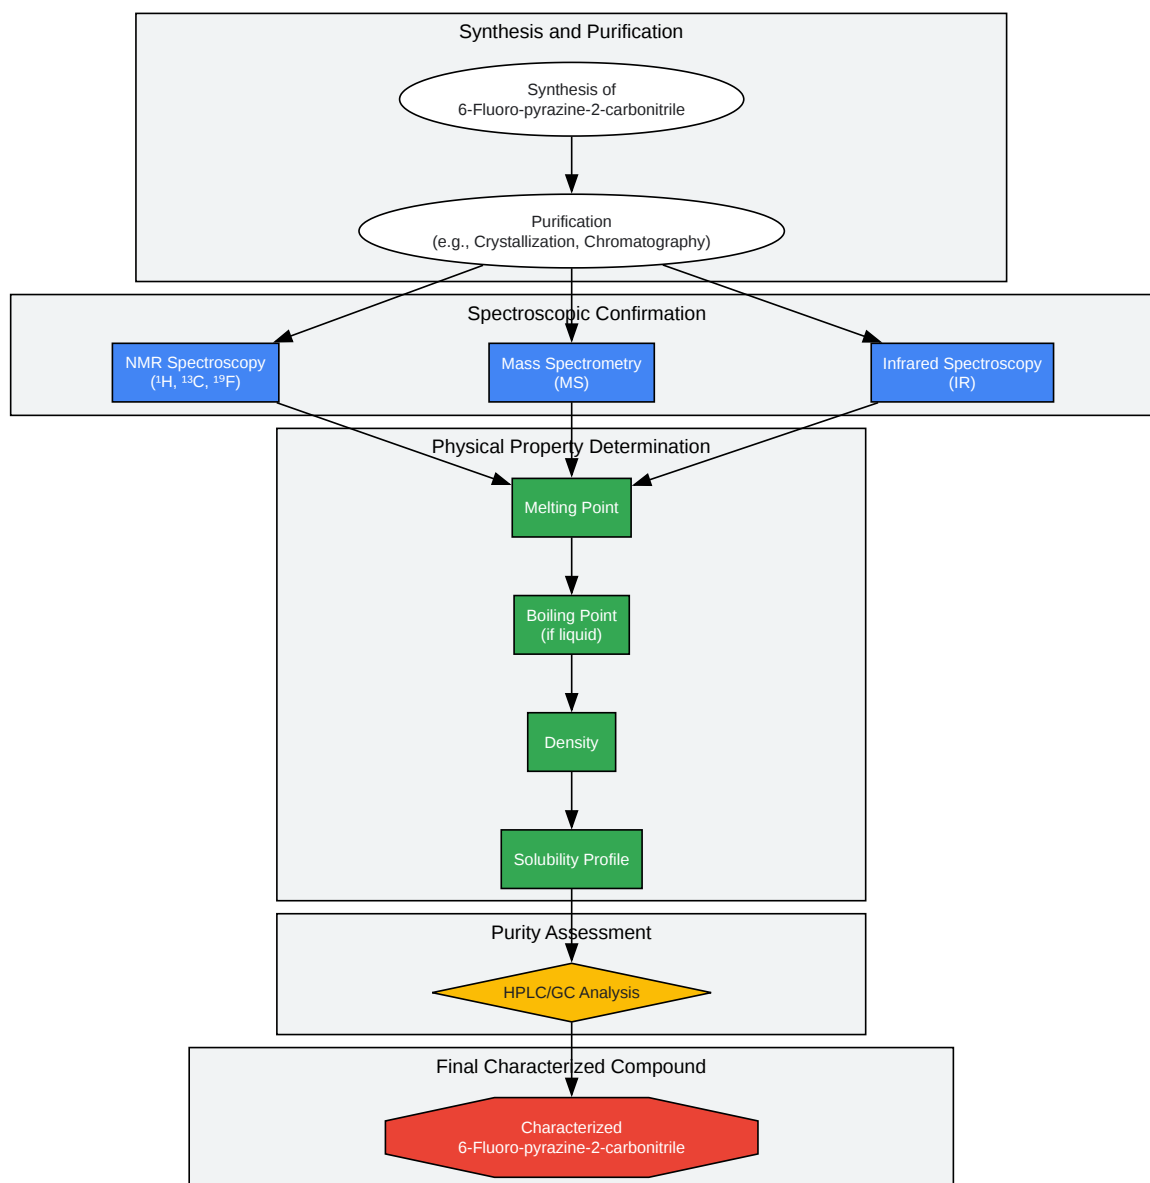 Synthesis and Purification
Synthesis of
6-Fluoro-pyrazine-2-carbonitrile
Purification
(e.g., Crystallization, Chromatography)
Spectroscopic Confirmation
NMR Spectroscopy
(¹H, ¹³C, ¹⁹F)
Mass Spectrometry
(MS)
Infrared Spectroscopy
(IR)
Physical Property Determination
Melting Point
Boiling Point
(if liquid)
Density
Solubility Profile
Purity Assessment
HPLC/GC Analysis
Final Characterized Compound
Characterized
6-Fluoro-pyrazine-2-carbonitrile